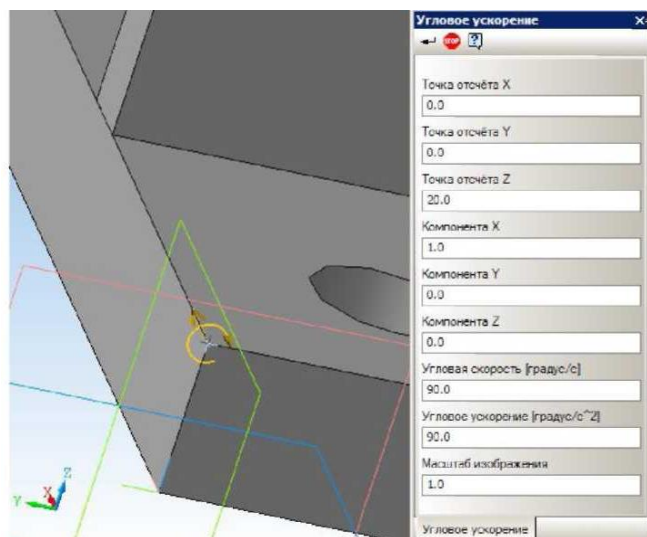 Угловое ускорение
STOP
Точка отсчёта X
0.0
Точка отсчёта Y
0.0
Точка отсчёта Z
20.0
Компонента X
1.0
Компонента Y
0.0
Компонента Z
0.0
Угловая скорость [градус/с]
90.0
Угловое ускорение [градус/с^2]
90.0
Масштаб изображения
1.0
Z
X
Y
Угловое ускорение